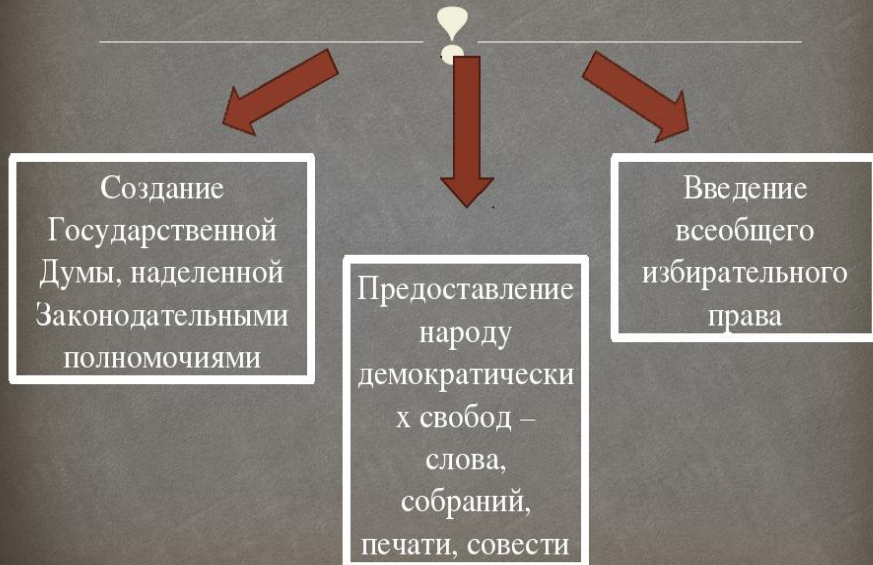 Создание
Государственной
Думы, наделенной
Законодательными
полномочиями
Предоставление
народу
демократически
х свобод –
слова,
собраний,
печати, совести
Введение
всеобщего
избирательного
права